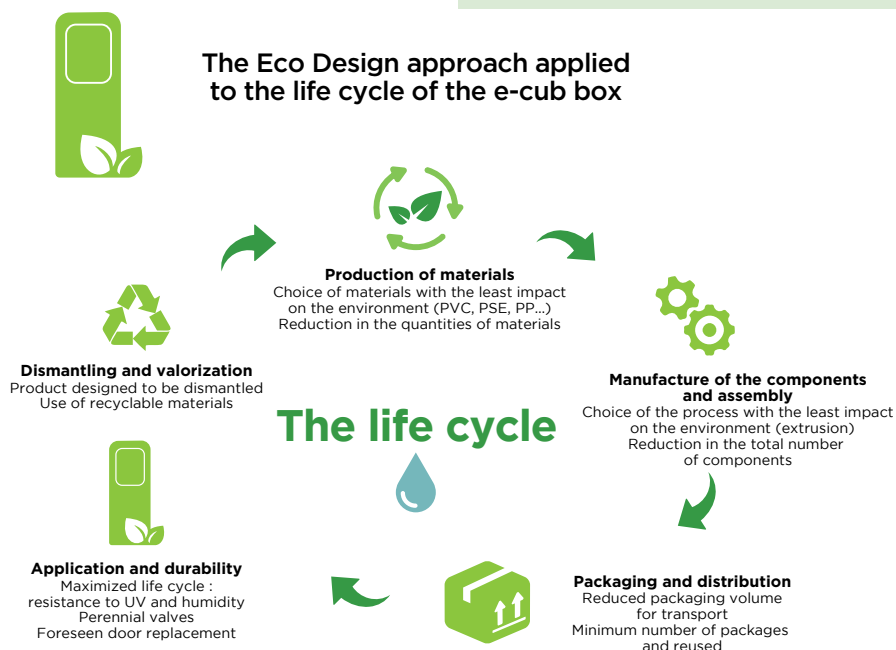 The Eco Design approach applied
to the life cycle of the e-cub box
Production of materials
Choice of materials with the least impact
on the environment (PVC, PSE, PP...)
Reduction in the quantities of materials
Manufacture of the components
and assembly
Choice of the process with the least impact
on the environment (extrusion)
Reduction in the total number
of components
Packaging and distribution
Reduced packaging volume
for transport
Minimum number of packages
and reused
Application and durability
Maximized life cycle :
resistance to UV and humidity
Perennial valves
Foreseen door replacement
Dismantling and valorization
Product designed to be dismantled
Use of recyclable materials
The life cycle